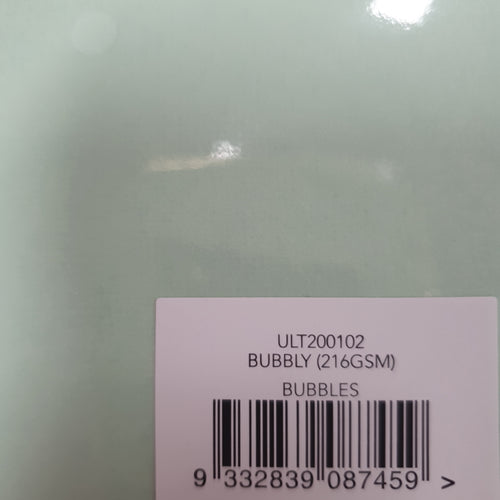 ULT200102
BUBBLY (216GSM)
BUBBLES
9 332839 087459 >